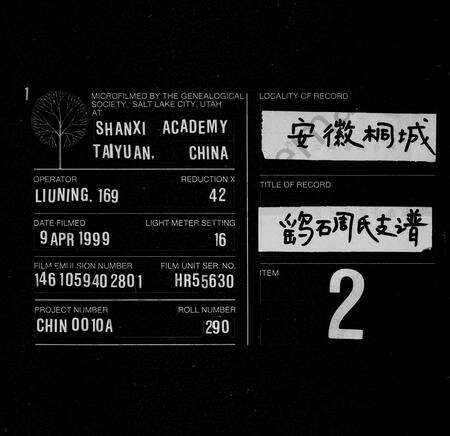 1
MICROFILMED BY THE GENEALOGICAL
SOCIETY, SALT LAKE CITY, UTAH
AT:
SHANXI ACADEMY
TAIYUAN. CHINA
OPERATOR REDUCTION X
LIUNING. 169 42
DATE FILMED LIGHT METER SETTING
9 APR 1999 16
FILM EMULSION NUMBER FILM UNIT SER. NO.
146 1059402801 HR55630
PROJECT NUMBER ROLL NUMBER
CHIN 0010A 290
LOCALITY OF RECORD
安徽桐城
TITLE OF RECORD
鹞石周氏支谱
ITEM
2